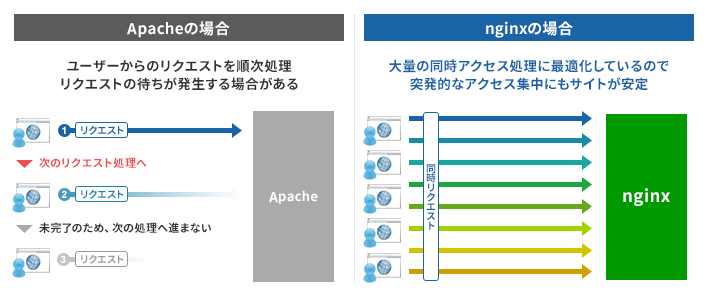 Apacheの場合
ユーザーからのリクエストを順次処理
リクエストの待ちが発生する場合がある
1 リクエスト
次のリクエスト処理へ
2 リクエスト
未完了のため、次の処理へ進まない
3 リクエスト
Apache
nginxの場合
大量の同時アクセス処理に最適化しているので
突発的なアクセス集中にもサイトが安定
同時リクエスト
nginx